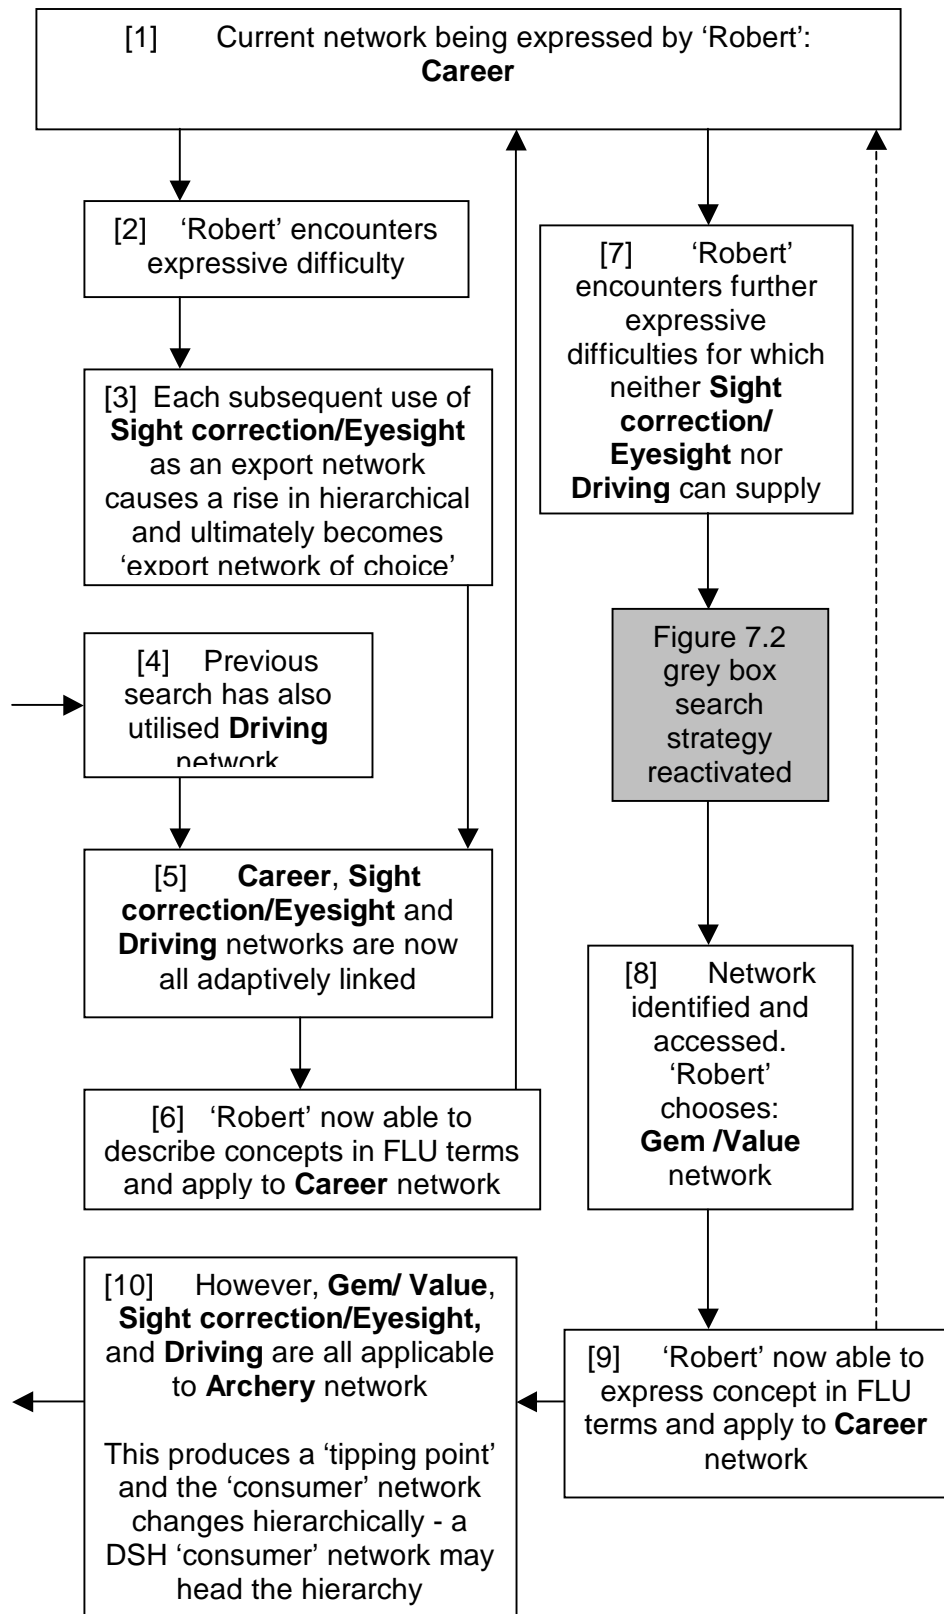 [1] Current network being expressed by ‘Robert’:
Career
[2] ‘Robert’ encounters
expressive difficulty
[3] Each subsequent use of
Sight correction/Eyesight
as an export network
causes a rise in hierarchical
and ultimately becomes
‘export network of choice’
[4] Previous
search has also
utilised Driving
network
[5] Career, Sight
correction/Eyesight and
Driving networks are now
all adaptively linked
[6] ‘Robert’ now able to
describe concepts in FLU terms
and apply to Career network
[7] ‘Robert’
encounters further
expressive
difficulties for which
neither Sight
correction/
Eyesight nor
Driving can supply
Figure 7.2
grey box
search
strategy
reactivated
[8] Network
identified and
accessed.
‘Robert’
chooses:
Gem /Value
network
[9] ‘Robert’ now able to
express concept in FLU
terms and apply to Career
network
[10] However, Gem/ Value,
Sight correction/Eyesight,
and Driving are all applicable
to Archery network
This produces a ‘tipping point’
and the ‘consumer’ network
changes hierarchically - a
DSH ‘consumer’ network may
head the hierarchy